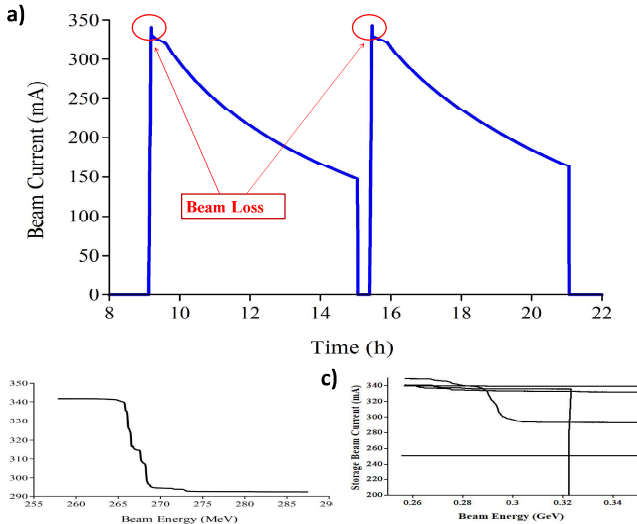 a)
350
300
250
200
150
100
50
0
Beam Current (mA)
Beam Loss
8 10 12 14 16 18 20 22
Time (h)
350
340
330
320
310
300
290
255 260 265 270 275 280 285 29
Beam Energy (MeV)
c)
340
320
300
280
260
240
220
200
Storage Beam Current (mA)
0.26 0.28 0.3 0.32 0.34
Beam Energy (GeV)